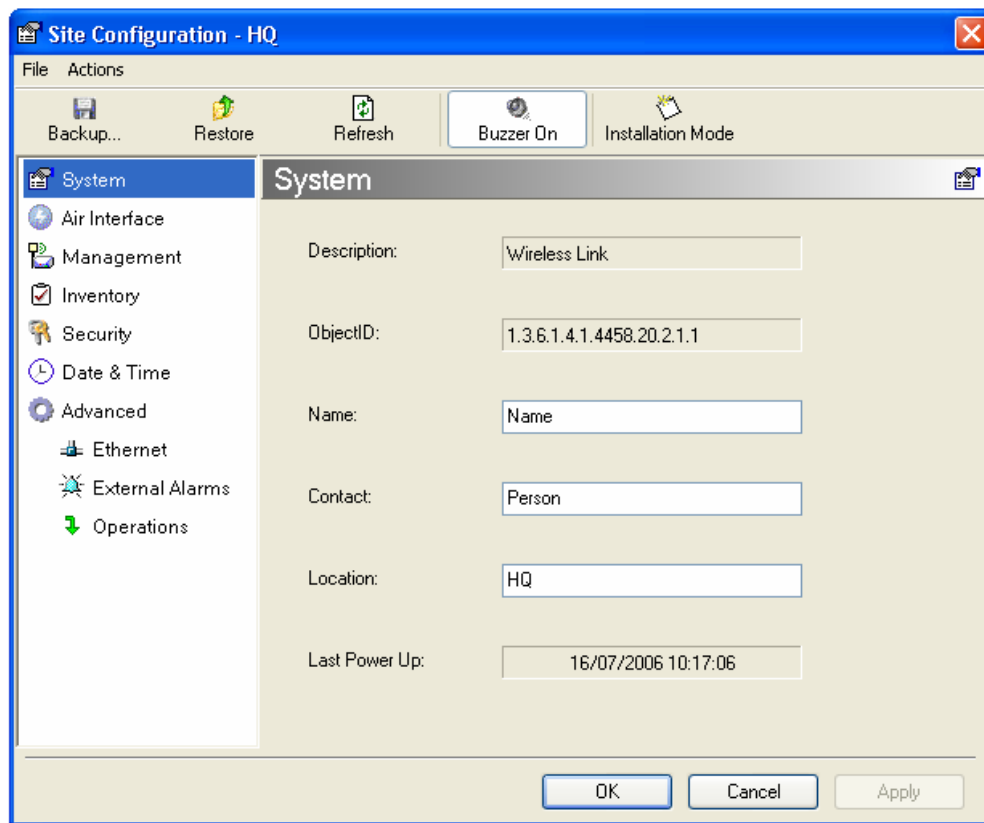 Site Configuration - HQ
File Actions
Backup... Restore Refresh Buzzer On Installation Mode
System
Air Interface
Management
Inventory
Security
Date & Time
Advanced
Ethernet
External Alarms
Operations
System
Description: Wireless Link
ObjectID: 1.3.6.1.4.1.4458.20.2.1.1
Name: Name
Contact: Person
Location: HQ
Last Power Up: 16/07/2006 10:17:06
OK Cancel Apply